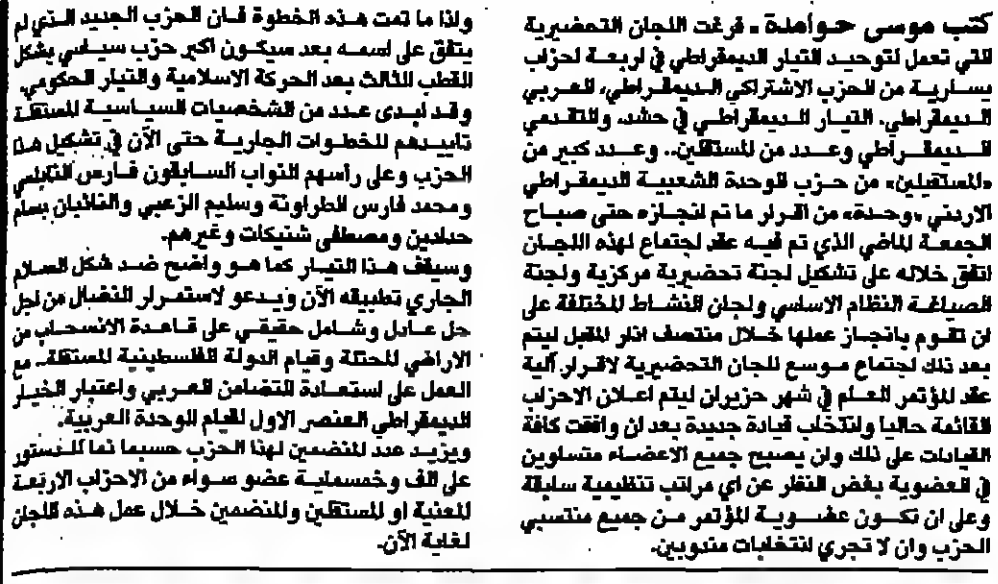 كتب موسى حوامدة ـ فرغت اللجان التحضيرية
التي تعمل لتوحيد التيار الديمقراطي في اربعة احزاب
يسارية من الحزب الاشتراكي الديمقراطي، العربي
الديمقراطي، التيار الديمقراطي في حشد، والتقدمي
الديمقراطي وعدد من المستقلين.. وعدد كبير من
«المستقيلين» من حزب الوحدة الشعبية الديمقراطي
الاردني «وحدة» من اقرار ما تم انجازه حتى صباح
الجمعة الماضي الذي تم فيه عقد اجتماع لهذه اللجان
اتفق خلاله على تشكيل لجنة تحضيرية مركزية ولجنة
الصياغة النظام الاساسي ولجان النشاط المختلفة على
ان تقوم بانجاز عملها خلال منتصف اذار المقبل ليتم
بعد ذلك اجتماع موسع للجان التحضيرية لاقرار آلية
عقد المؤتمر العام في شهر حزيران ليتم اعلان الاحزاب
القائمة حاليا وانتخاب قيادة جديدة بعد ان وافقت كافة
القيادات على ذلك وان يصبح جميع الاعضاء متساوين
في العضوية بغض النظر عن اي مراتب تنظيمية سابقة
وعلى ان تكون عضوية المؤتمر من جميع منتسبي
الحزب وان لا تجري انتخابات مندوبين.
واذا ما تمت هذه الخطوة فان الحزب الجديد الذي لم
يتفق على اسمه بعد سيكون اكبر حزب سياسي يشكل
القطب الثالث بعد الحركة الاسلامية والتيار الحكومي.
وقد ابدى عدد من الشخصيات السياسية المستقلة
تاييدهم للخطوات الجارية حتى الآن في تشكيل هذا
الحزب وعلى رأسهم النواب السابقون فارس النابلسي
ومحمد فارس الطراونة وسليم الزعبي والنائبان بسام
حدادين ومصطفى شنيكات وغيرهم.
وسيقف هذا التيار كما هو واضح ضد شكل السلام
الجاري تطبيقه الآن ويدعو لاستمرار النضال من اجل
حل عادل وشامل حقيقي على قاعدة الانسحاب من
الاراضي المحتلة وقيام الدولة الفلسطينية المستقلة. مع
العمل على استعادة التضامن العربي واعتبار الخيار
الديمقراطي العنصر الاول لقيام الوحدة العربية.
ويزيد عدد المنضمين لهذا الحزب حسبما نما للدستور
على الف وخمسماية عضو سواء من الاحزاب الاربعة
المعنية او المستقلين والمنضمين خلال عمل هذه اللجان
لغاية الآن.